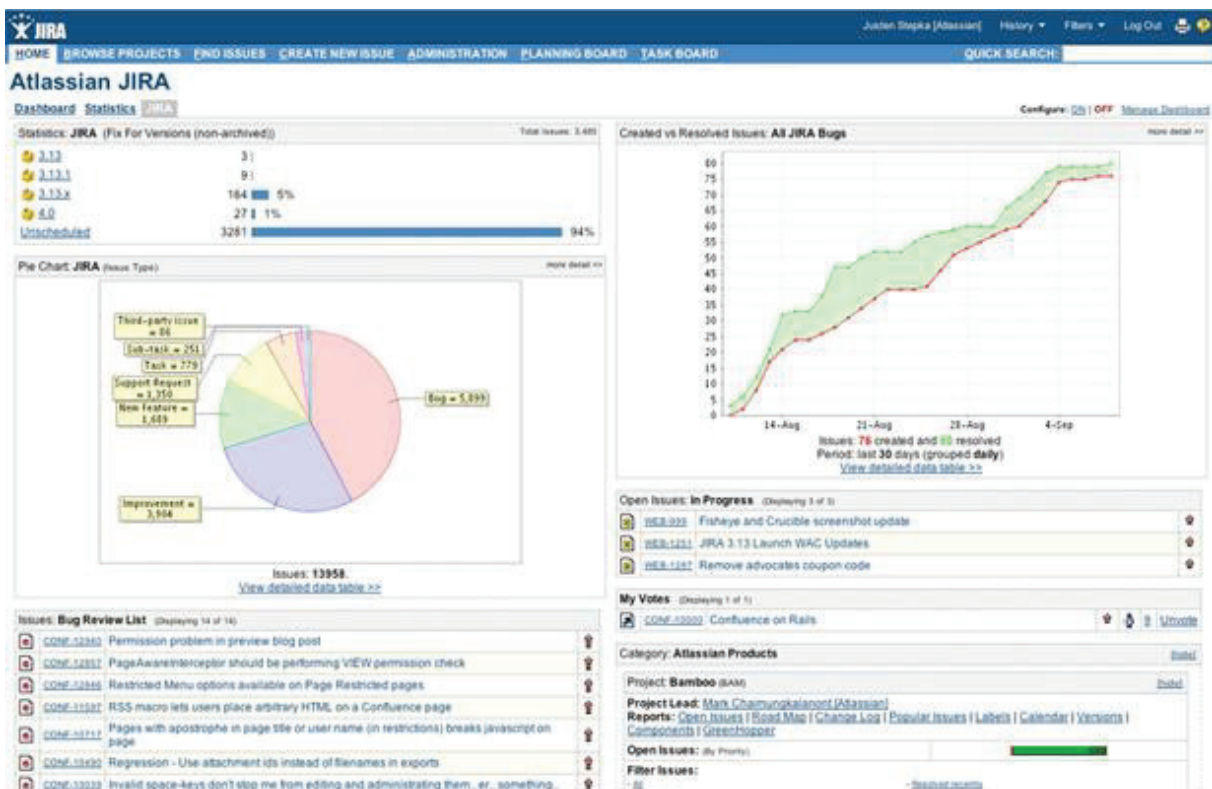 JIRA
Justen Stepka [Atlassian] History Filters Log Out
HOME BROWSE PROJECTS FIND ISSUES CREATE NEW ISSUE ADMINISTRATION PLANNING BOARD TASK BOARD QUICK SEARCH:
Atlassian JIRA
Dashboard Statistics JIRA
Configure: ON | OFF Manage Dashboard
Statistics: JIRA (Fix For Versions (non-archived))
3.13 3
3.13.1 9
3.13.x 164 5%
4.0 27 1%
Unscheduled 3281 94%
Pie Chart: JIRA (Issue Type) more detail >>
Third-party issue
= 86
Sub-task = 251
Task = 779
Support Request
= 1,350
New Feature =
1,689
Bug = 5,899
Improvement =
3,904
Issues: 13958.
View detailed data table >>
Issues: Bug Review List (Displaying 14 of 14)
Permission problem in preview blog post
PageAwareInterceptor should be performing VIEW permission check
Restricted Menu options available on Page Restricted pages
RSS macro lets users place arbitrary HTML on a Confluence page
Pages with apostrophe in page title or user name (in restrictions) breaks javascript on
page
Regression - Use attachment ids instead of filenames in exports
Invalid space-keys don't stop me from editing and administrating them.. er.. something..
Created vs Resolved Issues: All JIRA Bugs more detail >>
80
75
70
65
60
55
50
45
40
35
30
25
20
15
10
5
0
14-Aug 21-Aug 28-Aug 4-Sep
Issues: 76 created and 80 resolved
Period: last 30 days (grouped daily)
View detailed data table >>
Open Issues: In Progress (Displaying 3 of 3)
Fisheye and Crucible screenshot update
JIRA 3.13 Launch WAC Updates
Remove advocates coupon code
My Votes (Displaying 1 of 1)
Confluence on Rails Unvote
Category: Atlassian Products [hide]
Project: Bamboo (BAM) [hide]
Project Lead: Mark Chaimungkalanont [Atlassian]
Reports: Open Issues | Road Map | Change Log | Popular Issues | Labels | Calendar | Versions |
Components | GreenHopper
Open Issues: (By Priority)
Filter Issues:
- All - Resolved recently